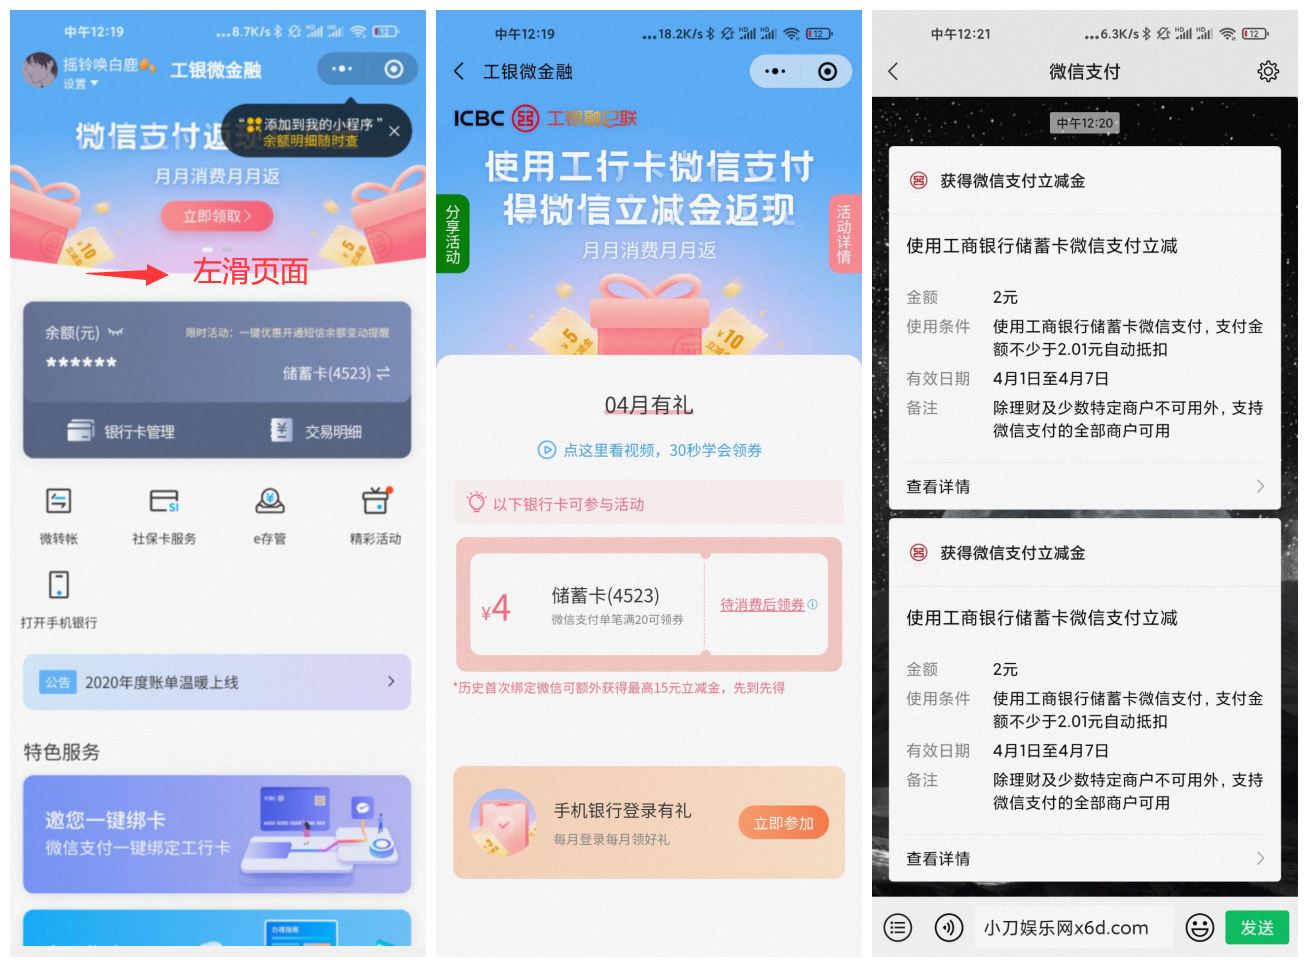 中午12:19
...8.7K/s
12
摇铃唤白鹿
设置
工银微金融
“ 添加到我的小程序”
余额明细随时查
微信支付返
月月消费月月返
立即领取
10
5
左滑页面
余额(元)
限时活动：一键优惠开通短信余额变动提醒
******
储蓄卡(4523)
银行卡管理
交易明细
微转帐
社保卡服务
e存管
精彩活动
打开手机银行
公告
2020年度账单温暖上线
特色服务
邀您一键绑卡
微信支付一键绑定工行卡
ICBC
办理指南
中午12:19
...18.2K/s
12
工银微金融
ICBC 工银融e联
使用工行卡微信支付
得微信立减金返现
月月消费月月返
分享活动
活动详情
5
10
04月有礼
点这里看视频，30秒学会领券
以下银行卡可参与活动
¥4
储蓄卡(4523)
微信支付单笔满20可领券
待消费后领券
*历史首次绑定微信可额外获得最高15元立减金，先到先得
手机银行登录有礼
每月登录每月领好礼
立即参加
中午12:21
...6.3K/s
12
微信支付
中午12:20
获得微信支付立减金
使用工商银行储蓄卡微信支付立减
金额 2元
使用条件 使用工商银行储蓄卡微信支付，支付金
额不少于2.01元自动抵扣
有效日期 4月1日至4月7日
备注 除理财及少数特定商户不可用外，支持
微信支付的全部商户可用
查看详情
获得微信支付立减金
使用工商银行储蓄卡微信支付立减
金额 2元
使用条件 使用工商银行储蓄卡微信支付，支付金
额不少于2.01元自动抵扣
有效日期 4月1日至4月7日
备注 除理财及少数特定商户不可用外，支持
微信支付的全部商户可用
查看详情
小刀娱乐网x6d.com
发送